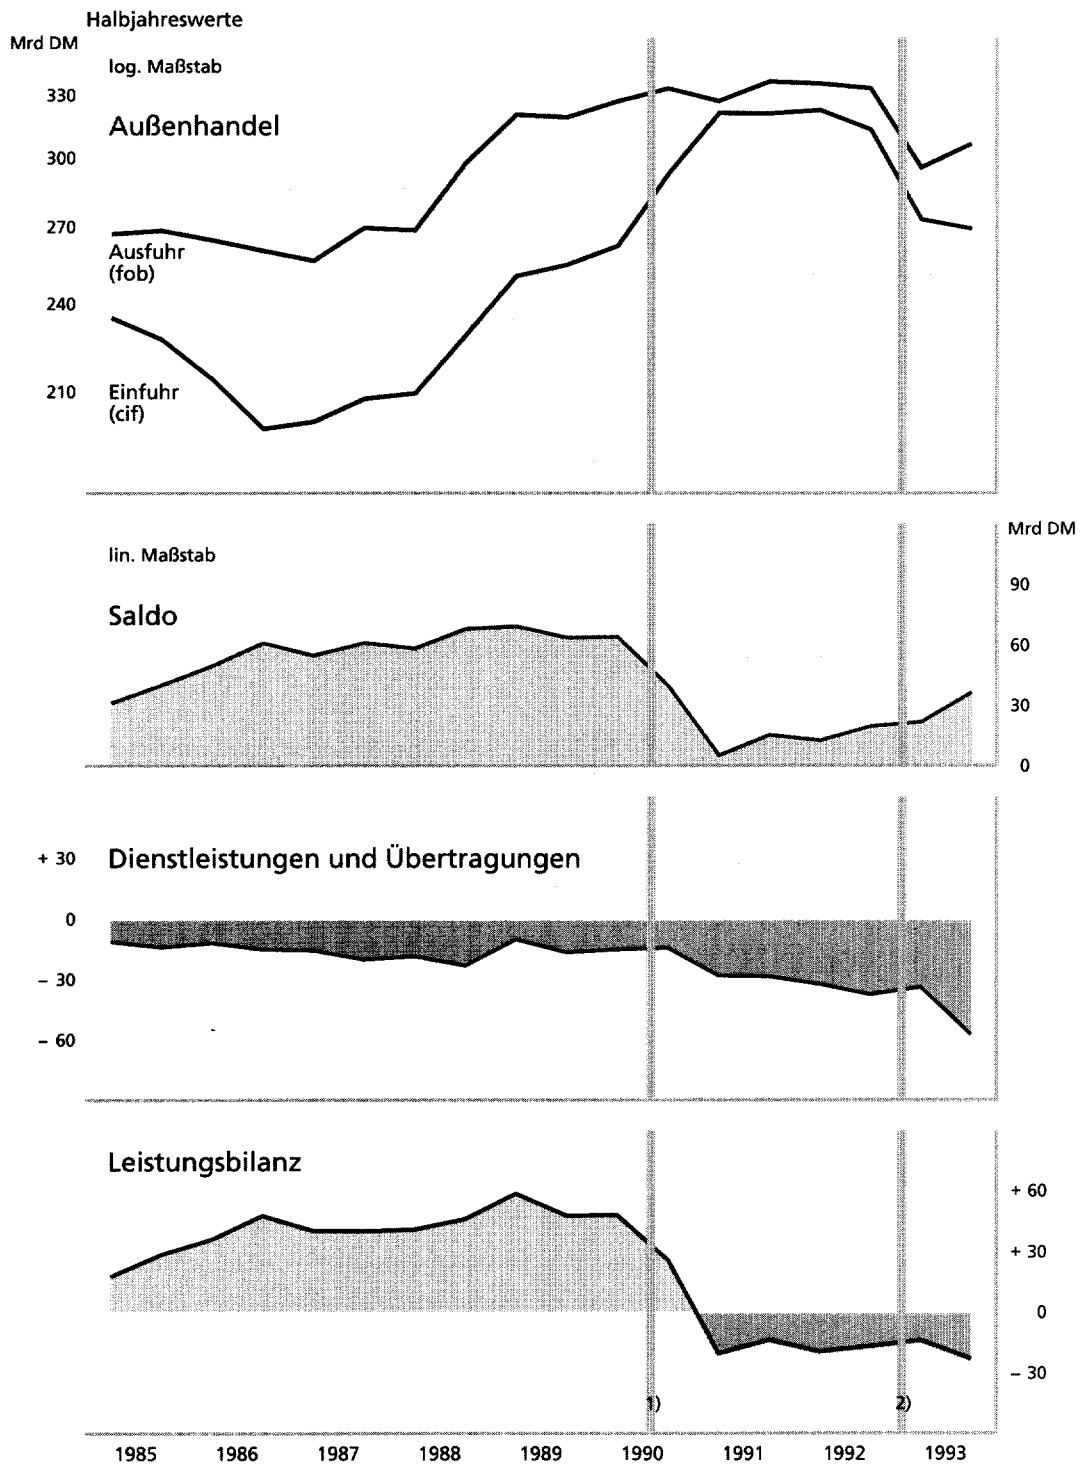 Halbjahreswerte
Mrd DM
log. Maßstab
330
Außenhandel
300
270
Ausfuhr
(fob)
240
210
Einfuhr
(cif)
Mrd DM
lin. Maßstab
90
Saldo
60
30
0
+ 30
Dienstleistungen und Übertragungen
0
– 30
– 60
Leistungsbilanz
+ 60
+ 30
0
– 30
1)
2)
1985 1986 1987 1988 1989 1990 1991 1992 1993